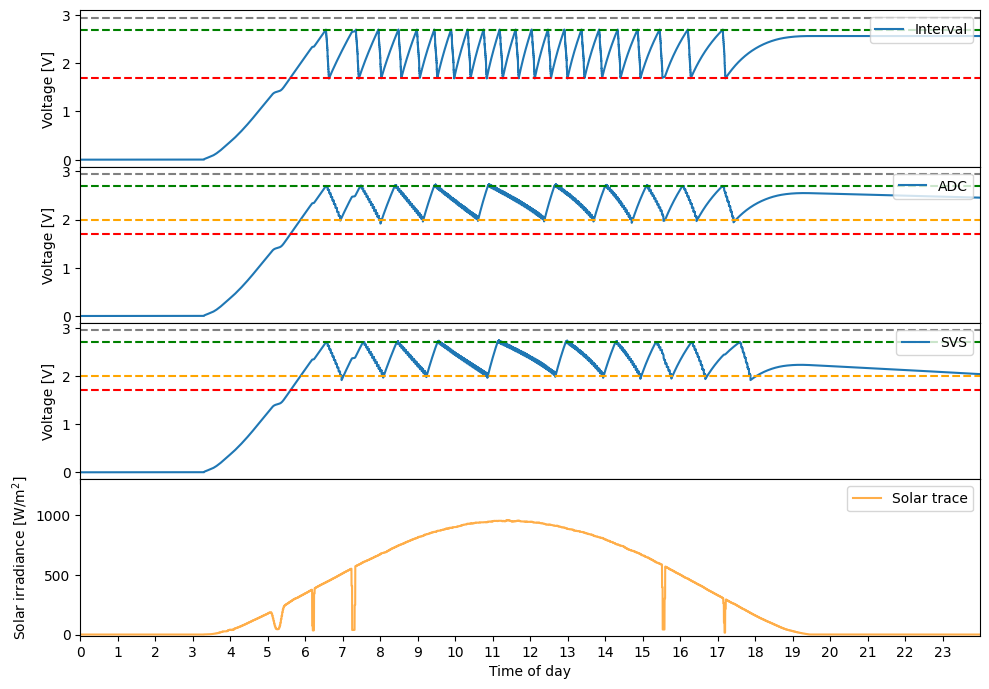 3
2
1
0
Voltage [V]
Interval
3
2
1
0
Voltage [V]
ADC
3
2
1
0
Voltage [V]
SVS
1000
500
0
Solar irradiance [W/m²]
Solar trace
0 1 2 3 4 5 6 7 8 9 10 11 12 13 14 15 16 17 18 19 20 21 22 23
Time of day